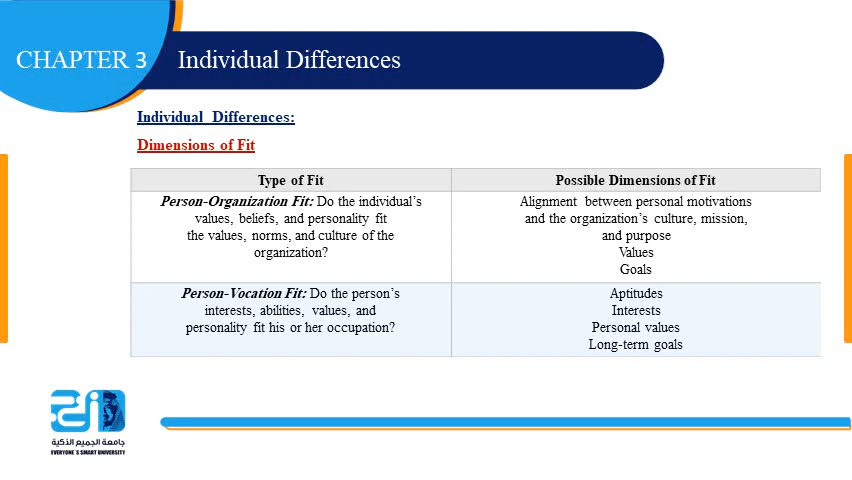 CHAPTER 3
Individual Differences
Individual Differences:
Dimensions of Fit
Type of Fit
Possible Dimensions of Fit
Person-Organization Fit: Do the individual's
values, beliefs, and personality fit
the values, norms, and culture of the
organization?
Alignment between personal motivations
and the organization's culture, mission,
and purpose
Values
Goals
Person-Vocation Fit: Do the person's
interests, abilities, values, and
personality fit his or her occupation?
Aptitudes
Interests
Personal values
Long-term goals
جامعة الجميع الذكية
EVERYONE`S SMART UNIVERSITY